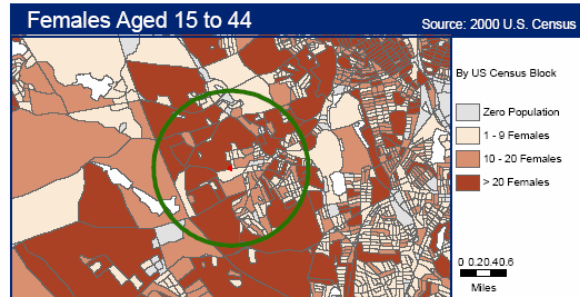 Females Aged 15 to 44
Source: 2000 U.S. Census
By US Census Block
Zero Population
1 - 9 Females
10 - 20 Females
> 20 Females
0 0.20.40.6
Miles